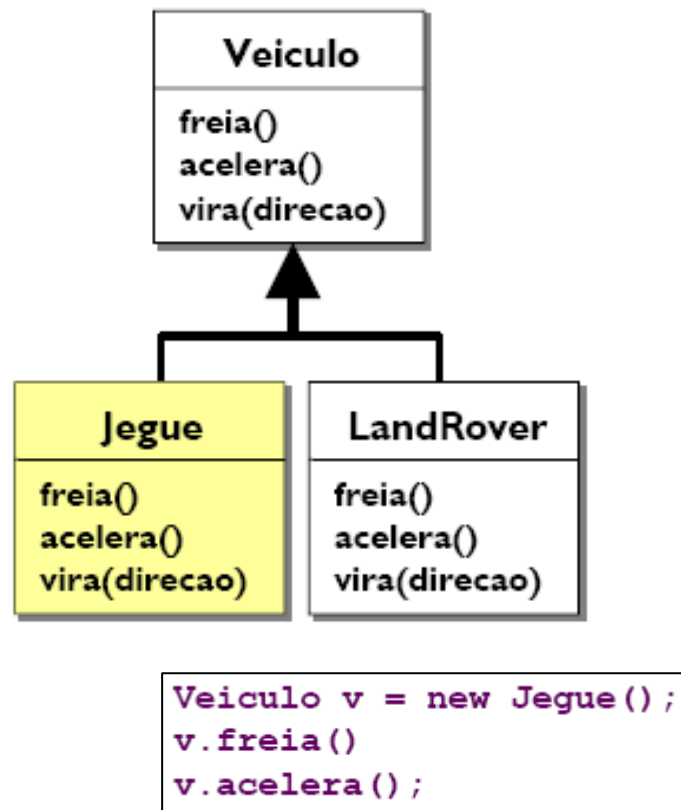 Veiculo
freia()
acelera()
vira(direcao)
Jegue
freia()
acelera()
vira(direcao)
LandRover
freia()
acelera()
vira(direcao)
Veiculo v = new Jegue();
v.freia()
v.acelera();